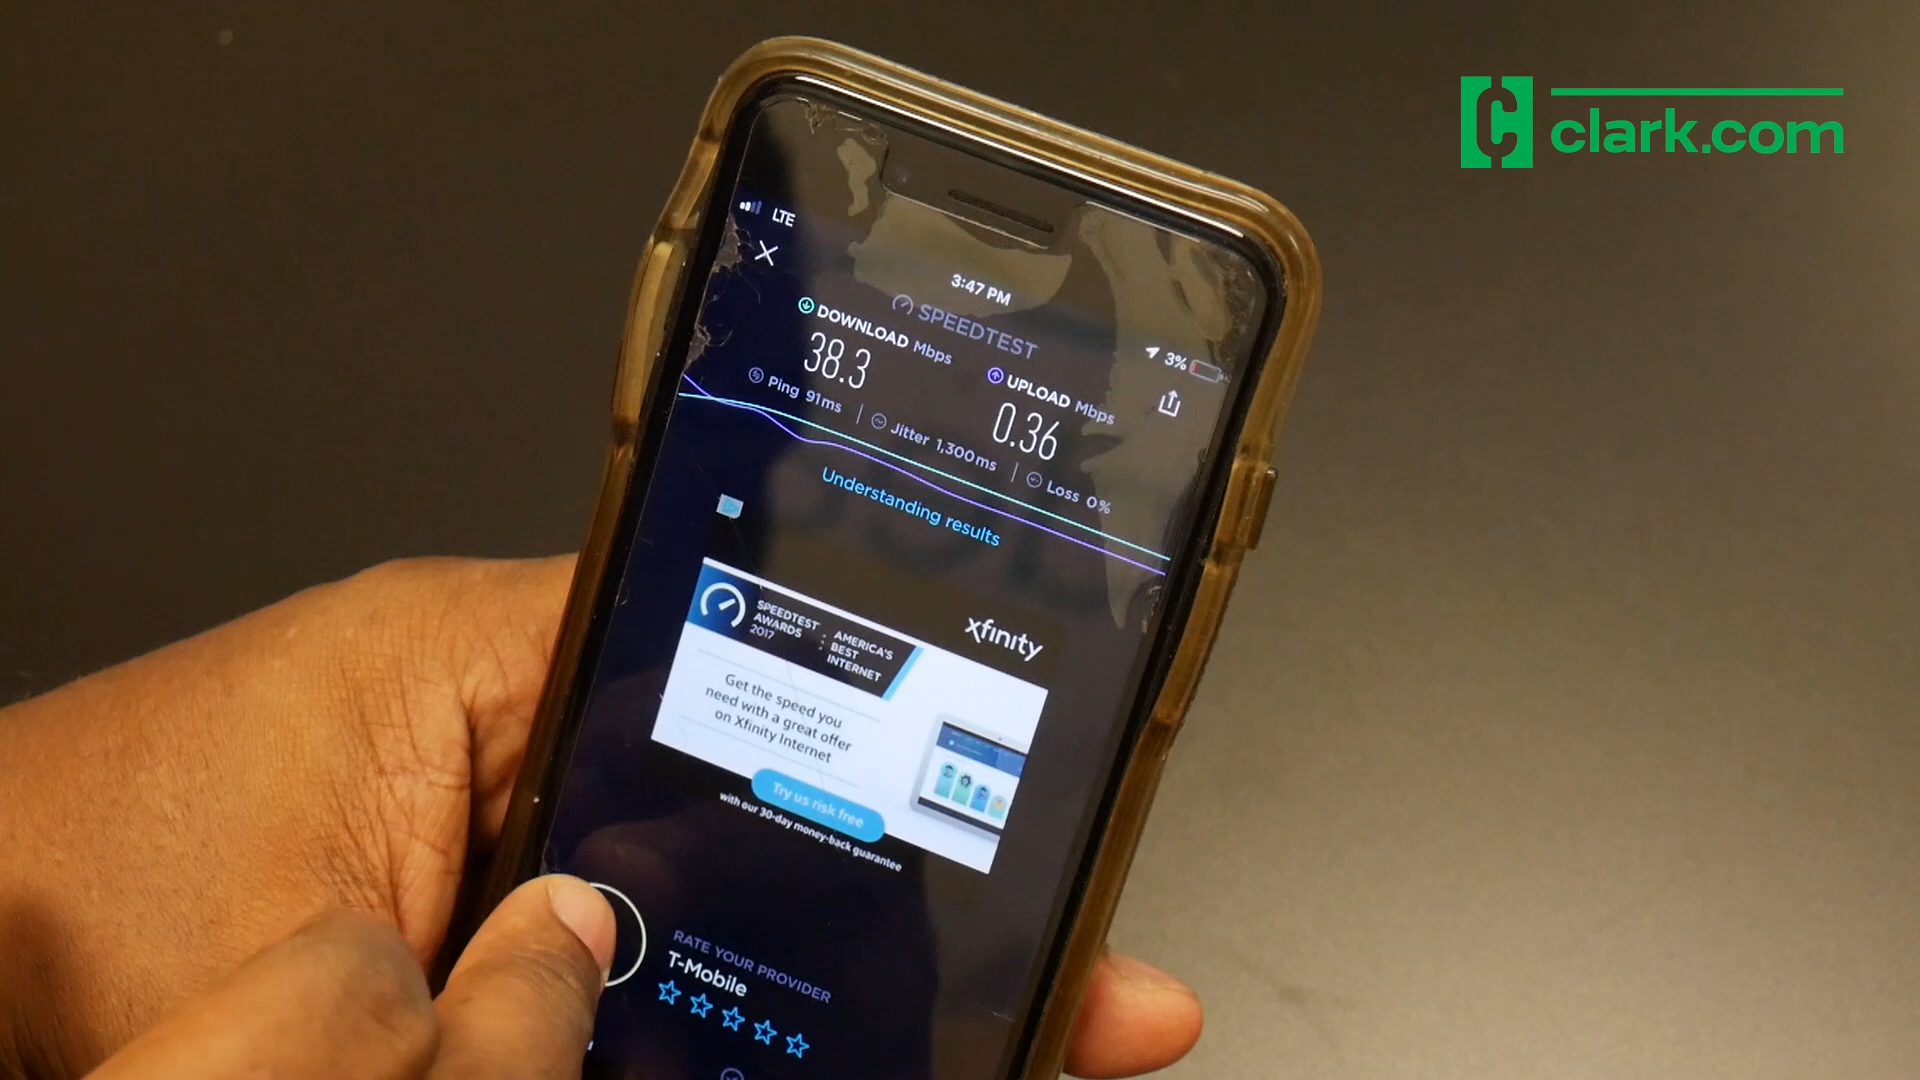 clark.com
LTE
3:47 PM
3%
SPEEDTEST
DOWNLOAD Mbps
38.3
UPLOAD Mbps
0.36
Ping 91ms
Jitter 1,300ms
Loss 0%
Understanding results
SPEEDTEST
AWARDS
2017
AMERICA'S
BEST
INTERNET
xfinity
Get the speed you
need with a great offer
on Xfinity Internet
Try us risk free
with our 30-day money-back guarantee
RATE YOUR PROVIDER
T-Mobile